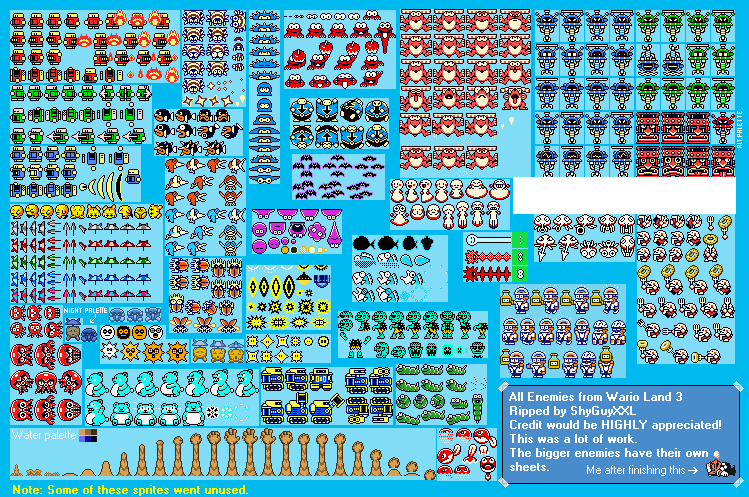 NIGHT PALETTE
Water palette:
All Enemies from Wario Land 3
Ripped by ShyGuyXXL
Credit would be HIGHLY appreciated!
This was a lot of work.
The bigger enemies have their own
sheets.
Me after finishing this →
Note: Some of these sprites went unused.